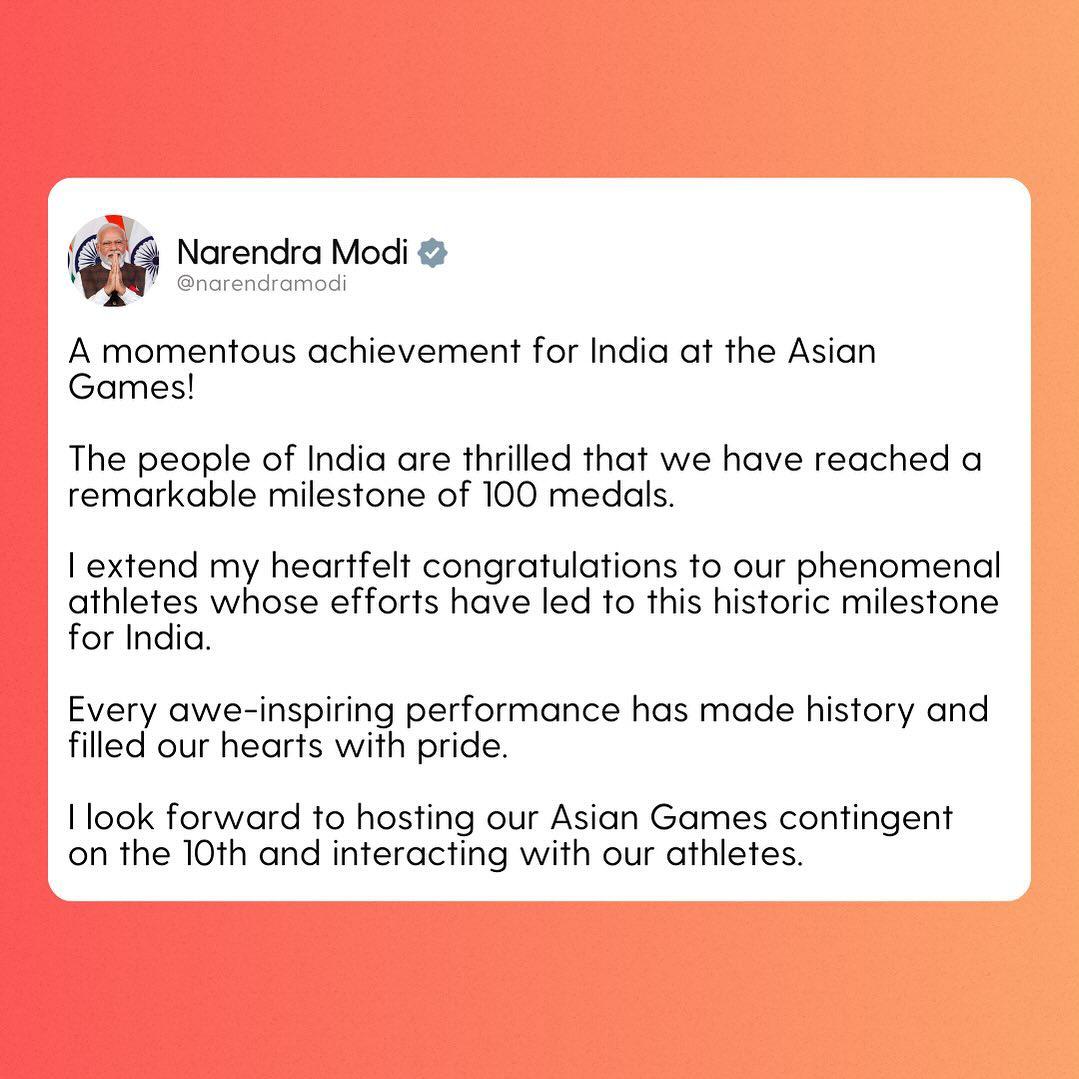 Narendra Modi
@narendramodi
A momentous achievement for India at the Asian
Games!
The people of India are thrilled that we have reached a
remarkable milestone of 100 medals.
I extend my heartfelt congratulations to our phenomenal
athletes whose efforts have led to this historic milestone
for India.
Every awe-inspiring performance has made history and
filled our hearts with pride.
I look forward to hosting our Asian Games contingent
on the 10th and interacting with our athletes.